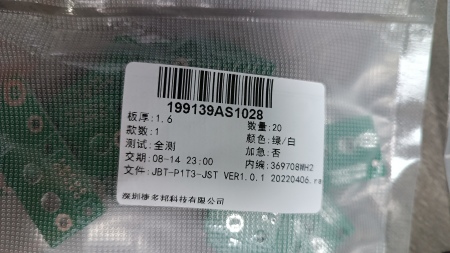 199139AS1028
板厚:1.6 数量:20
款数:1 颜色:绿/白
测试:全测 加急:否
交期:08-14 23:00 内编:369708WH2
文件:JBT-P1T3-JST VER1.0.1 20220406.ra
深圳捷多邦科技有限公司